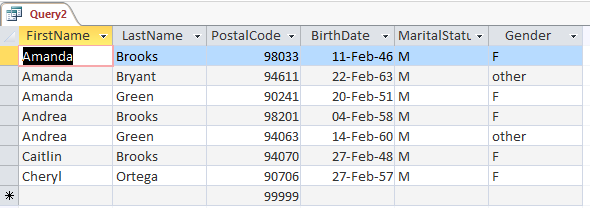 Query2
FirstName LastName PostalCode BirthDate MaritalStatu Gender
Amanda Brooks 98033 11-Feb-46 M F
Amanda Bryant 94611 22-Feb-63 M other
Amanda Green 90241 20-Feb-51 M F
Andrea Brooks 98201 04-Feb-58 M F
Andrea Green 94063 14-Feb-60 M other
Caitlin Brooks 94070 27-Feb-48 M F
Cheryl Ortega 90706 27-Feb-57 M F
99999